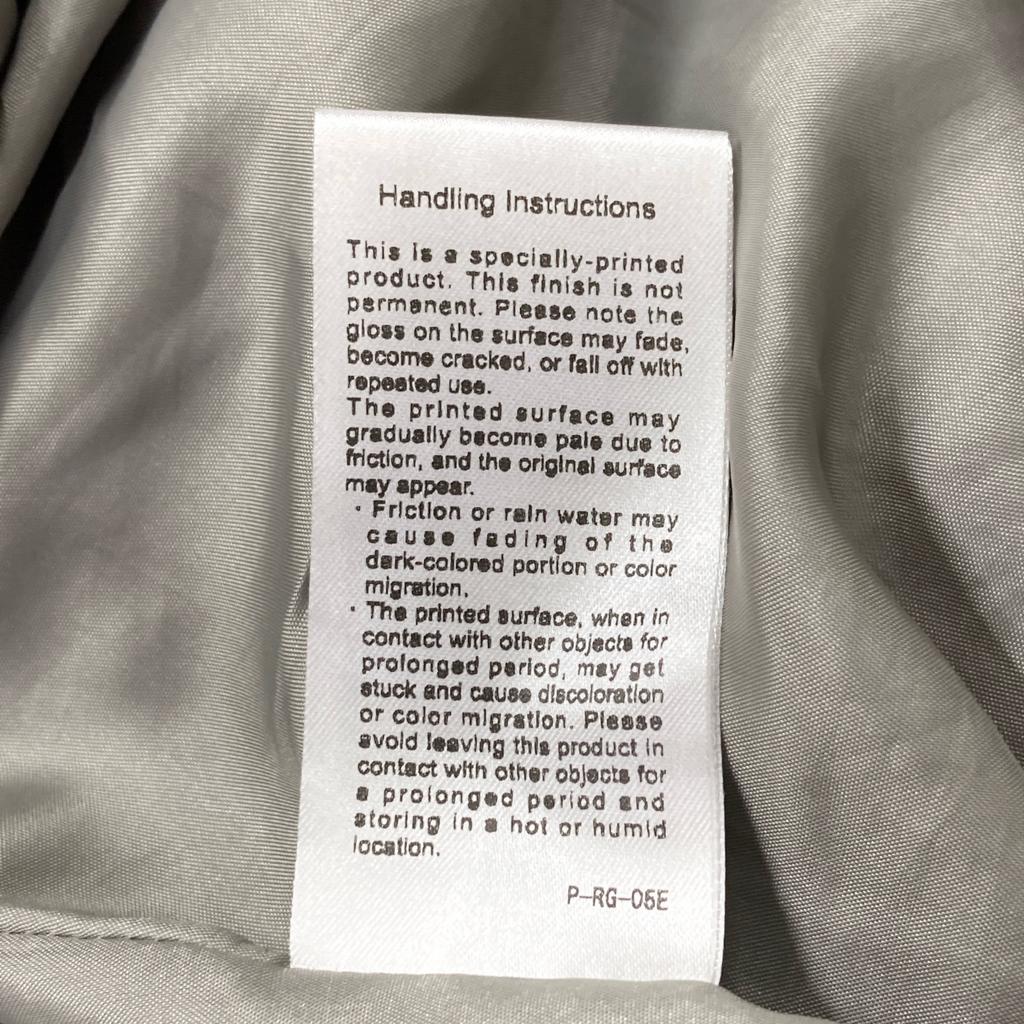 Handling Instructions
This is a specially-printed
product. This finish is not
permanent. Please note the
gloss on the surface may fade,
become cracked, or fall off with
repeated use.
The printed surface may
gradually become pale due to
friction, and the original surface
may appear.
・Friction or rain water may
cause fading of the
dark-colored portion or color
migration.
・The printed surface, when in
contact with other objects for
prolonged period, may get
stuck and cause discoloration
or color migration. Please
avoid leaving this product in
contact with other objects for
a prolonged period and
storing in a hot or humid
location.
P-RG-05E